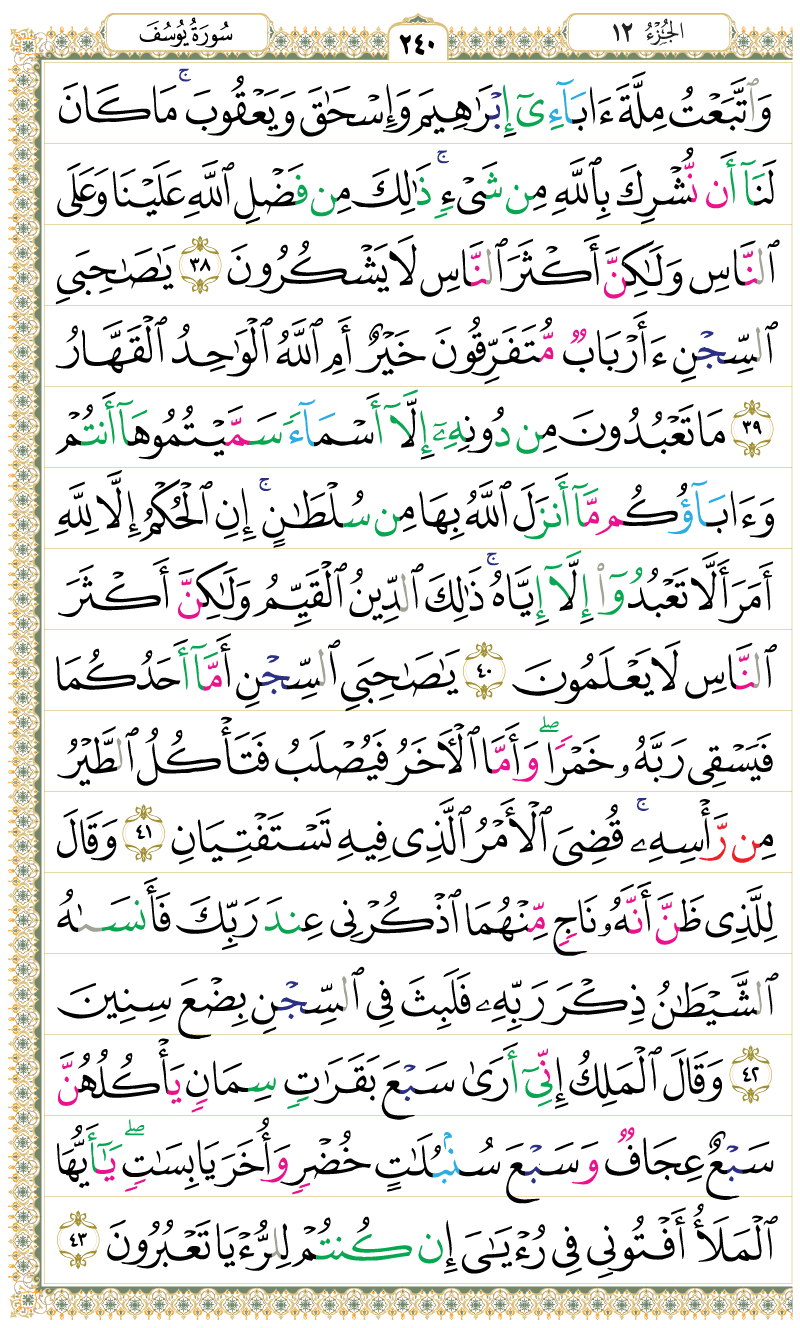 سُورَةُ يُوسُفَ ٢٤٠ الجُزْءُ ١٢
وَٱتَّبَعْتُ مِلَّةَ ءَابَآءِىٓ إِبْرَٰهِيمَ وَإِسْحَٰقَ وَيَعْقُوبَ ۚ مَا كَانَ
لَنَآ أَن نُّشْرِكَ بِٱللَّهِ مِن شَىْءٍ ۚ ذَٰلِكَ مِن فَضْلِ ٱللَّهِ عَلَيْنَا وَعَلَى
ٱلنَّاسِ وَلَٰكِنَّ أَكْثَرَ ٱلنَّاسِ لَا يَشْكُرُونَ ٣٨ يَٰصَٰحِبَىِ
ٱلسِّجْنِ ءَأَرْبَابٌ مُّتَفَرِّقُونَ خَيْرٌ أَمِ ٱللَّهُ ٱلْوَٰحِدُ ٱلْقَهَّارُ
٣٩ مَا تَعْبُدُونَ مِن دُونِهِۦٓ إِلَّآ أَسْمَآءً سَمَّيْتُمُوهَآ أَنتُمْ
وَءَابَآؤُكُم مَّآ أَنزَلَ ٱللَّهُ بِهَا مِن سُلْطَٰنٍ ۚ إِنِ ٱلْحُكْمُ إِلَّا لِلَّهِ
أَمَرَ أَلَّا تَعْبُدُوٓا۟ إِلَّآ إِيَّاهُ ۚ ذَٰلِكَ ٱلدِّينُ ٱلْقَيِّمُ وَلَٰكِنَّ أَكْثَرَ
ٱلنَّاسِ لَا يَعْلَمُونَ ٤٠ يَٰصَٰحِبَىِ ٱلسِّجْنِ أَمَّآ أَحَدُكُمَا
فَيَسْقِى رَبَّهُۥ خَمْرًا ۖ وَأَمَّا ٱلْءَاخَرُ فَيُصْلَبُ فَتَأْكُلُ ٱلطَّيْرُ
مِن رَّأْسِهِۦ ۚ قُضِىَ ٱلْأَمْرُ ٱلَّذِى فِيهِ تَسْتَفْتِيَانِ ٤١ وَقَالَ
لِلَّذِى ظَنَّ أَنَّهُۥ نَاجٍ مِّنْهُمَا ٱذْكُرْنِى عِندَ رَبِّكَ فَأَنسَىٰهُ
ٱلشَّيْطَٰنُ ذِكْرَ رَبِّهِۦ فَلَبِثَ فِى ٱلسِّجْنِ بِضْعَ سِنِينَ
٤٢ وَقَالَ ٱلْمَلِكُ إِنِّىٓ أَرَىٰ سَبْعَ بَقَرَٰتٍ سِمَانٍ يَأْكُلُهُنَّ
سَبْعٌ عِجَافٌ وَسَبْعَ سُنۢبُلَٰتٍ خُضْرٍ وَأُخَرَ يَابِسَٰتٍ ۖ يَٰٓأَيُّهَا
ٱلْمَلَأُ أَفْتُونِى فِى رُءْيَٰىَ إِن كُنتُمْ لِلرُّءْيَا تَعْبُرُونَ ٤٣